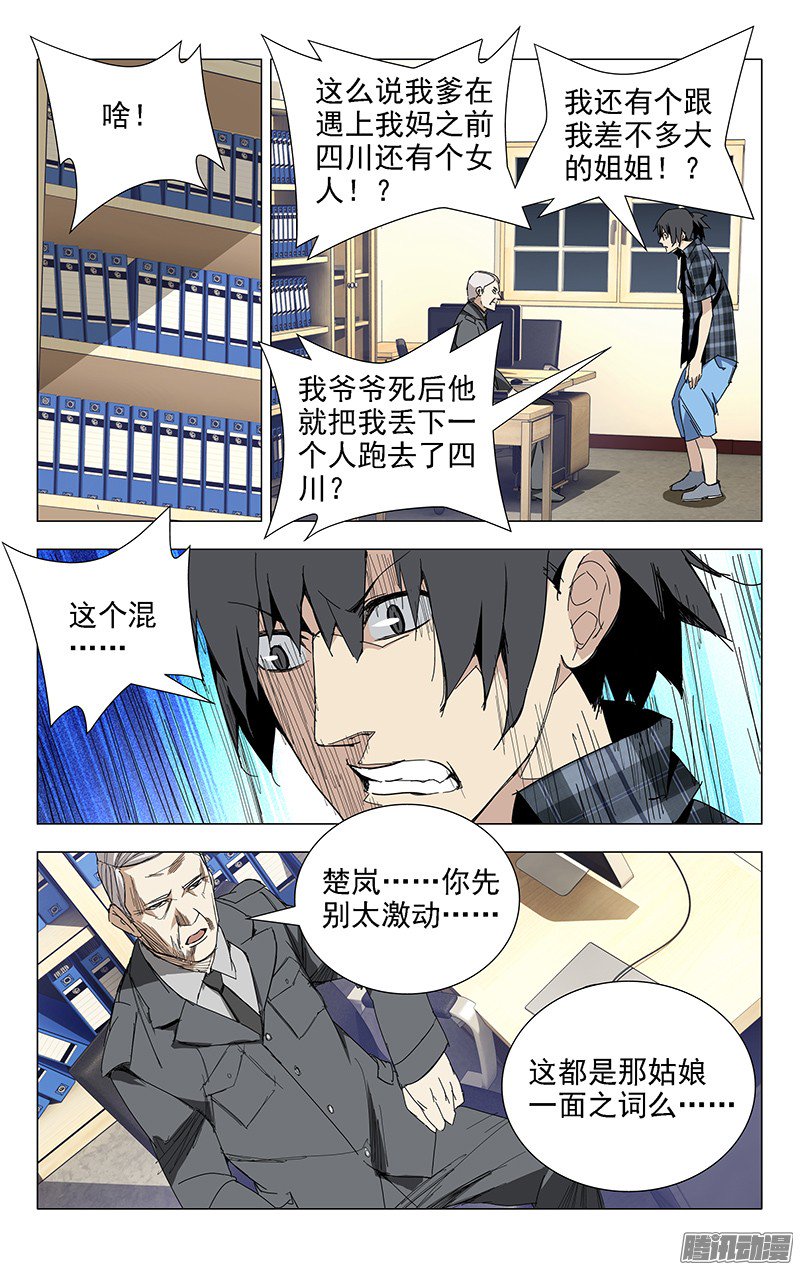 啥！
这么说我爹在
遇上我妈之前
四川还有个女
人！？
我还有个跟
我差不多大
的姐姐！？
我爷爷死后他
就把我丢下一
个人跑去了四
川？
这个混
……
楚岚……你先
别太激动……
这都是那姑娘
一面之词么……
腾讯动漫